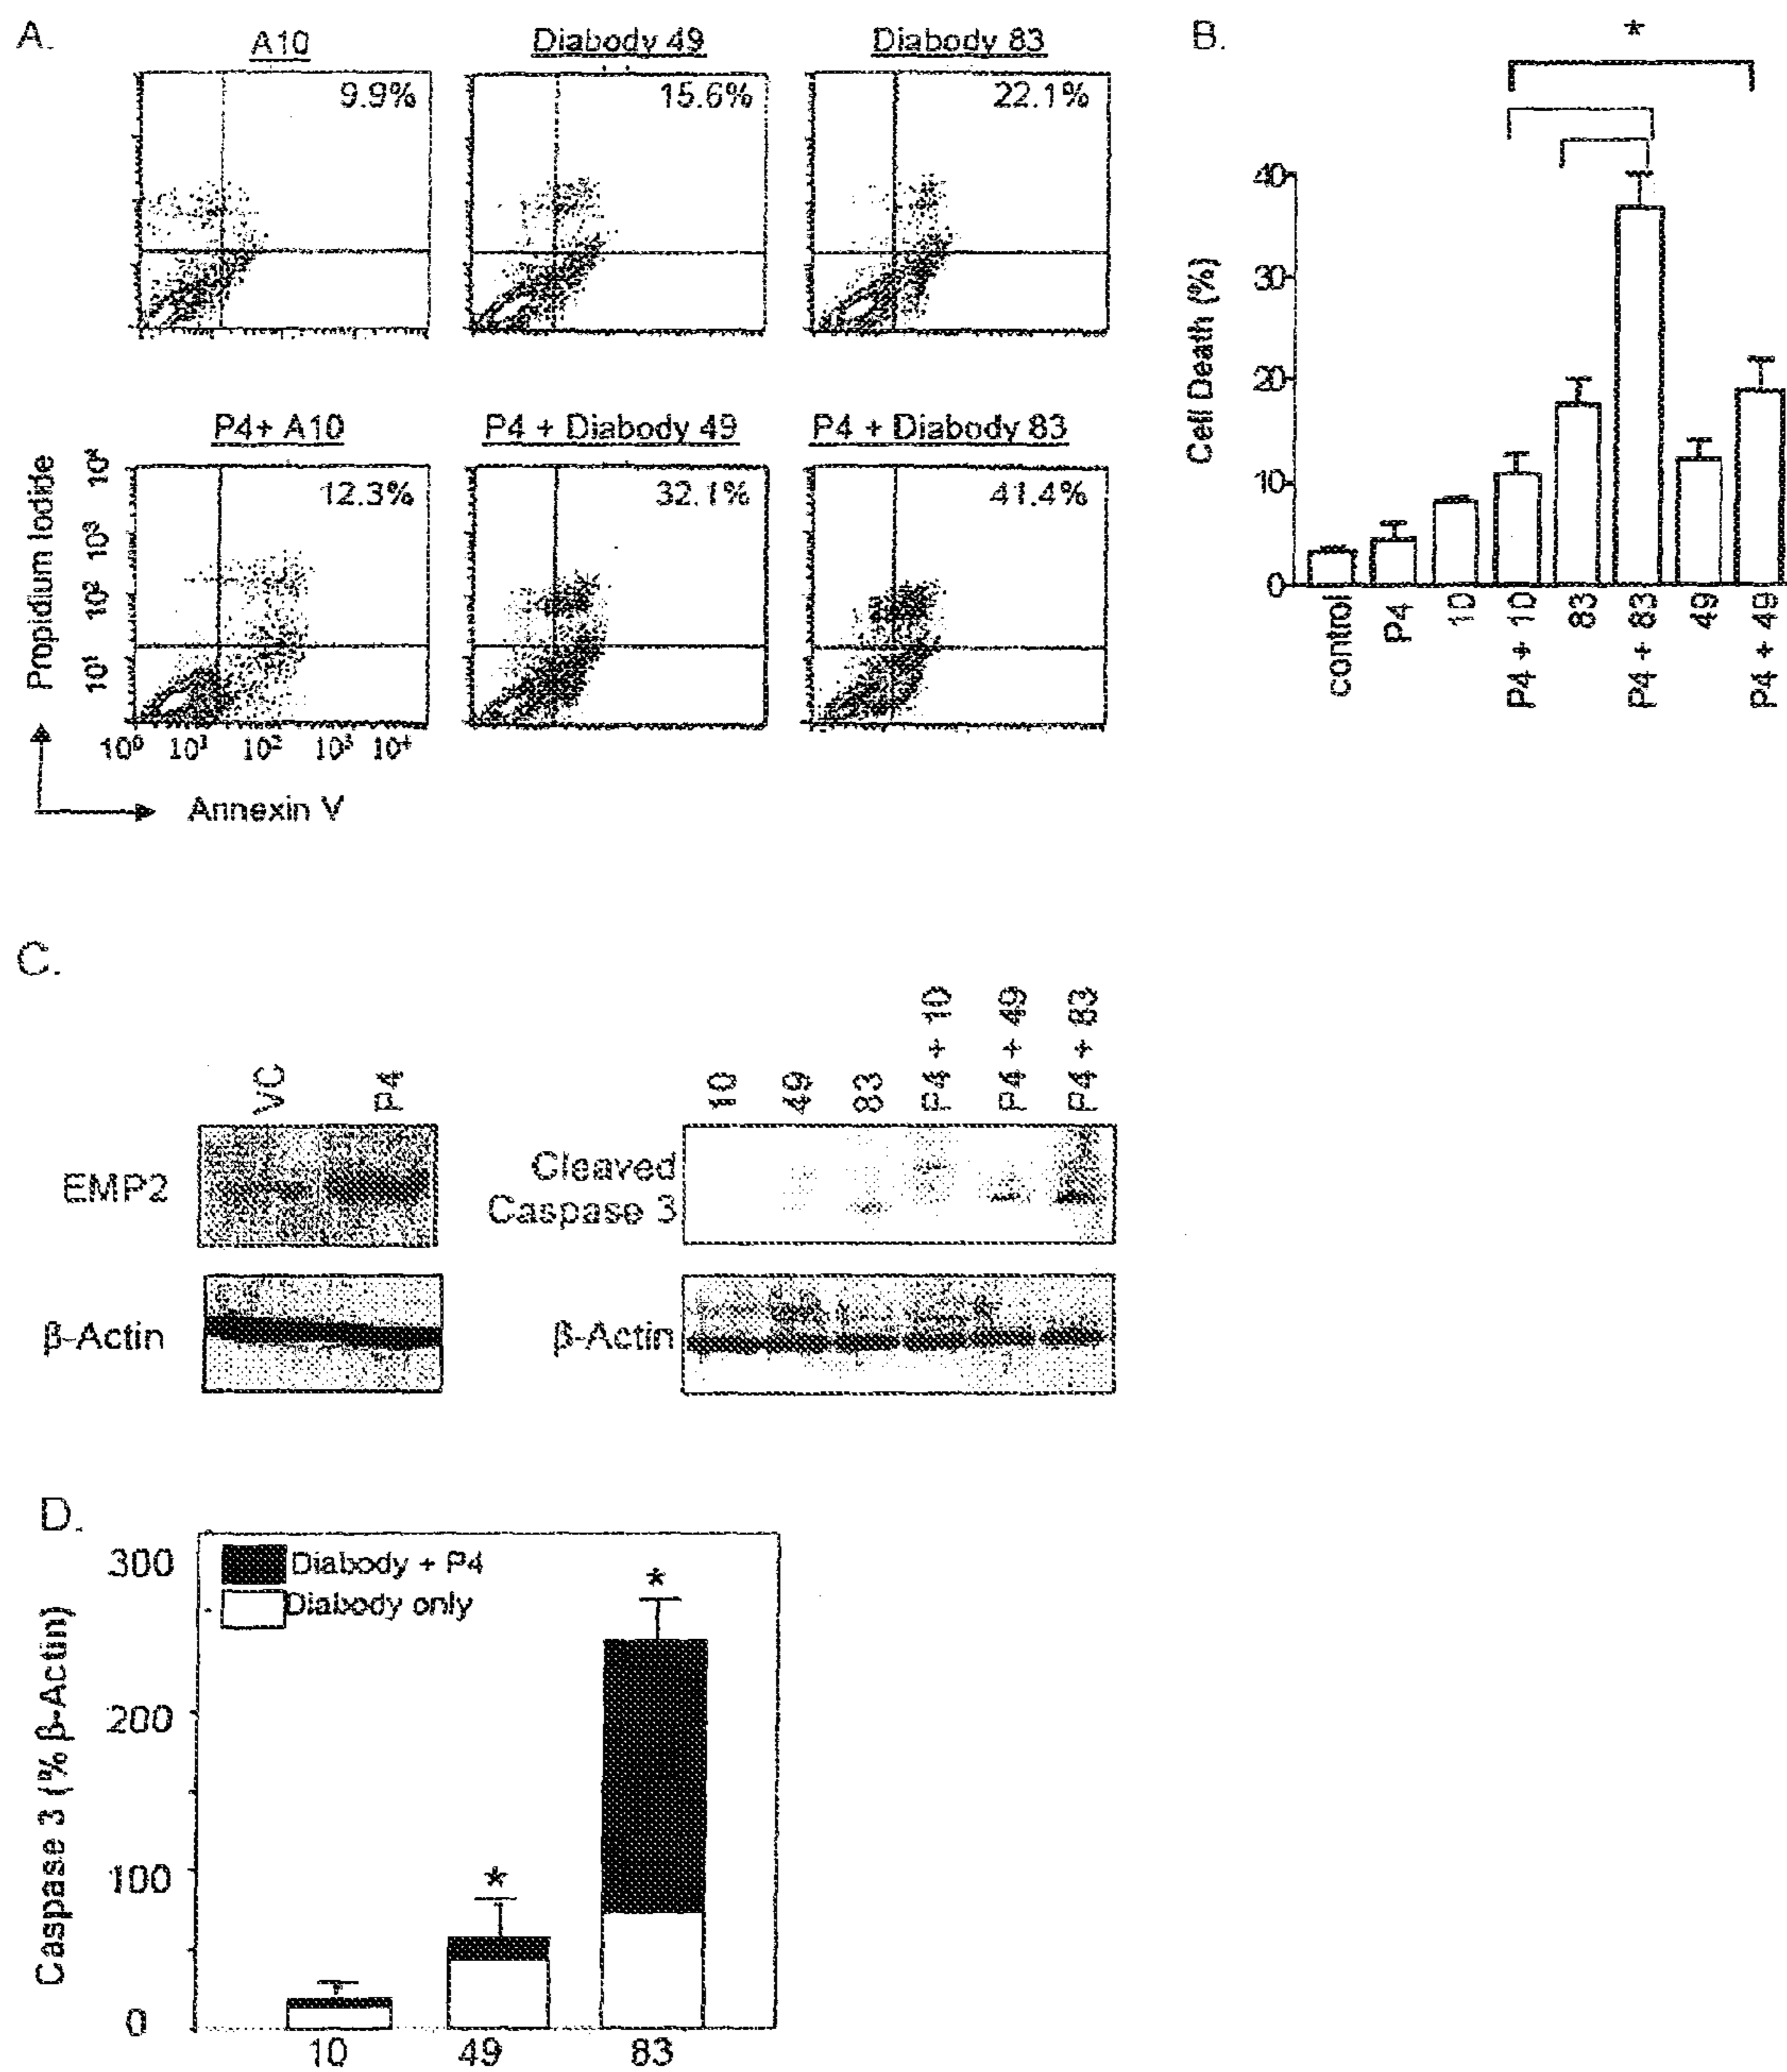 A.
A10
Diabody 49
Diabody 83
9.9%
15.6%
22.1%
P4+ A10
P4 + Diabody 49
P4 + Diabody 83
12.3%
32.1%
41.4%
Propidium Iodide
10⁴
10³
10²
10¹
10⁰ 10¹ 10² 10³ 10⁴
Annexin V
B.
*
Cell Death (%)
40
30
20
10
0
control
P4
10
P4 + 10
83
P4 + 83
49
P4 + 49
C.
VC
P4
EMP2
β-Actin
10
49
83
P4 + 10
P4 + 49
P4 + 83
Cleaved
Caspase 3
β-Actin
D.
Caspase 3 (% β-Actin)
300
200
100
0
Diabody + P4
Diabody only
*
*
10
49
83